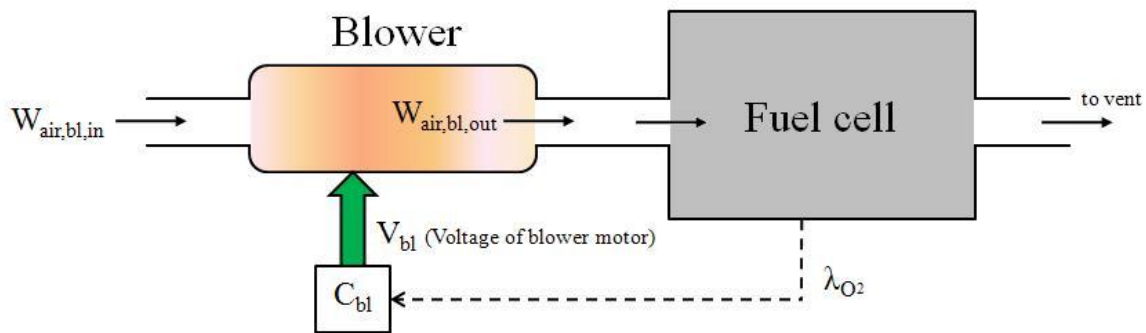 Blower
W_air,bl,in
W_air,bl,out
Fuel cell
to vent
V_bl (Voltage of blower motor)
C_bl
λ_O2